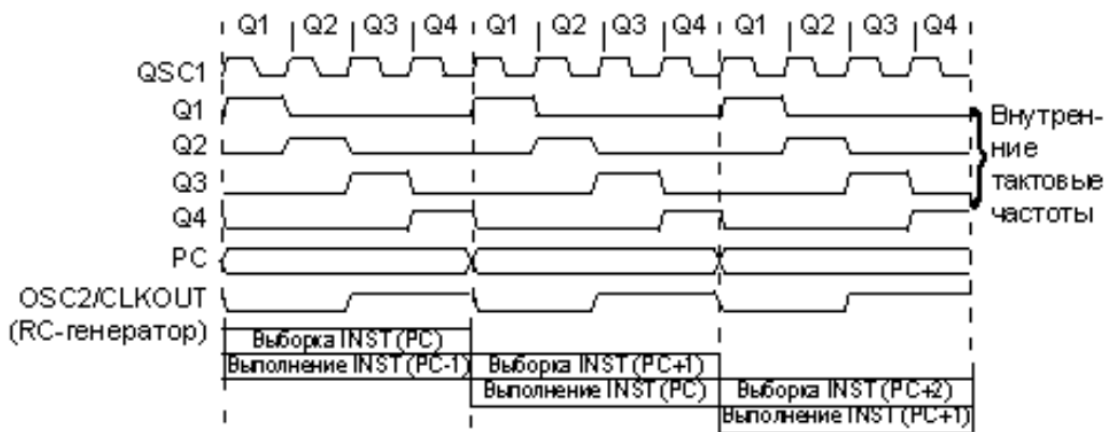 Q1 Q2 Q3 Q4 Q1 Q2 Q3 Q4 Q1 Q2 Q3 Q4
QSC1
Q1
Q2
Q3
Q4
Внутрен-
ние
тактовые
частоты
PC
OSC2/CLKOUT
(RC-генератор)
Выборка INST (PC)
Выполнение INST (PC-1) Выборка INST (PC+1)
Выполнение INST (PC) Выборка INST (PC+2)
Выполнение INST (PC+1)